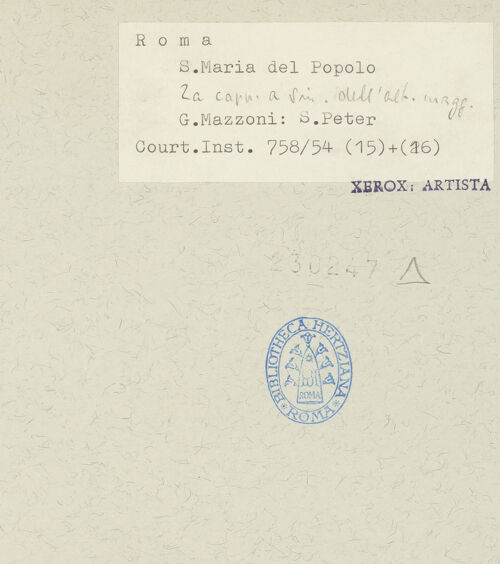 R o m a
S.Maria del Popolo
2a capp. a sin. dell'alt. magg.
G.Mazzoni: S.Peter
Court.Inst. 758/54 (15)+(16)
XEROX: ARTISTA
230247
BIBLIOTHECA HERTZIANA
ROMA
* ROMA *